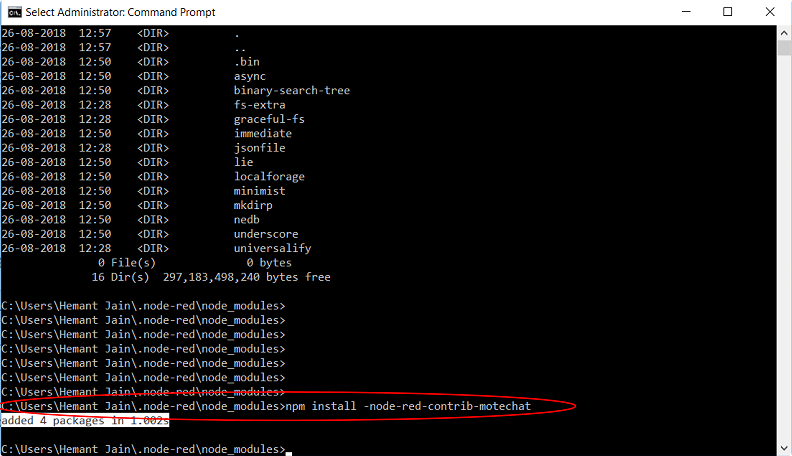 Select Administrator: Command Prompt
26-08-2018  12:57    <DIR>          .
26-08-2018  12:57    <DIR>          ..
26-08-2018  12:50    <DIR>          .bin
26-08-2018  12:50    <DIR>          async
26-08-2018  12:50    <DIR>          binary-search-tree
26-08-2018  12:28    <DIR>          fs-extra
26-08-2018  12:28    <DIR>          graceful-fs
26-08-2018  12:50    <DIR>          immediate
26-08-2018  12:28    <DIR>          jsonfile
26-08-2018  12:50    <DIR>          lie
26-08-2018  12:50    <DIR>          localforage
26-08-2018  12:50    <DIR>          minimist
26-08-2018  12:50    <DIR>          mkdirp
26-08-2018  12:50    <DIR>          nedb
26-08-2018  12:50    <DIR>          underscore
26-08-2018  12:28    <DIR>          universalify
0 File(s)              0 bytes
16 Dir(s)  297,183,498,240 bytes free
C:\Users\Hemant Jain\.node-red\node_modules>
C:\Users\Hemant Jain\.node-red\node_modules>
C:\Users\Hemant Jain\.node-red\node_modules>
C:\Users\Hemant Jain\.node-red\node_modules>
C:\Users\Hemant Jain\.node-red\node_modules>
C:\Users\Hemant Jain\.node-red\node_modules>
C:\Users\Hemant Jain\.node-red\node_modules>
C:\Users\Hemant Jain\.node-red\node_modules>npm install -node-red-contrib-motechat
added 4 packages in 1.002s
C:\Users\Hemant Jain\.node-red\node_modules>